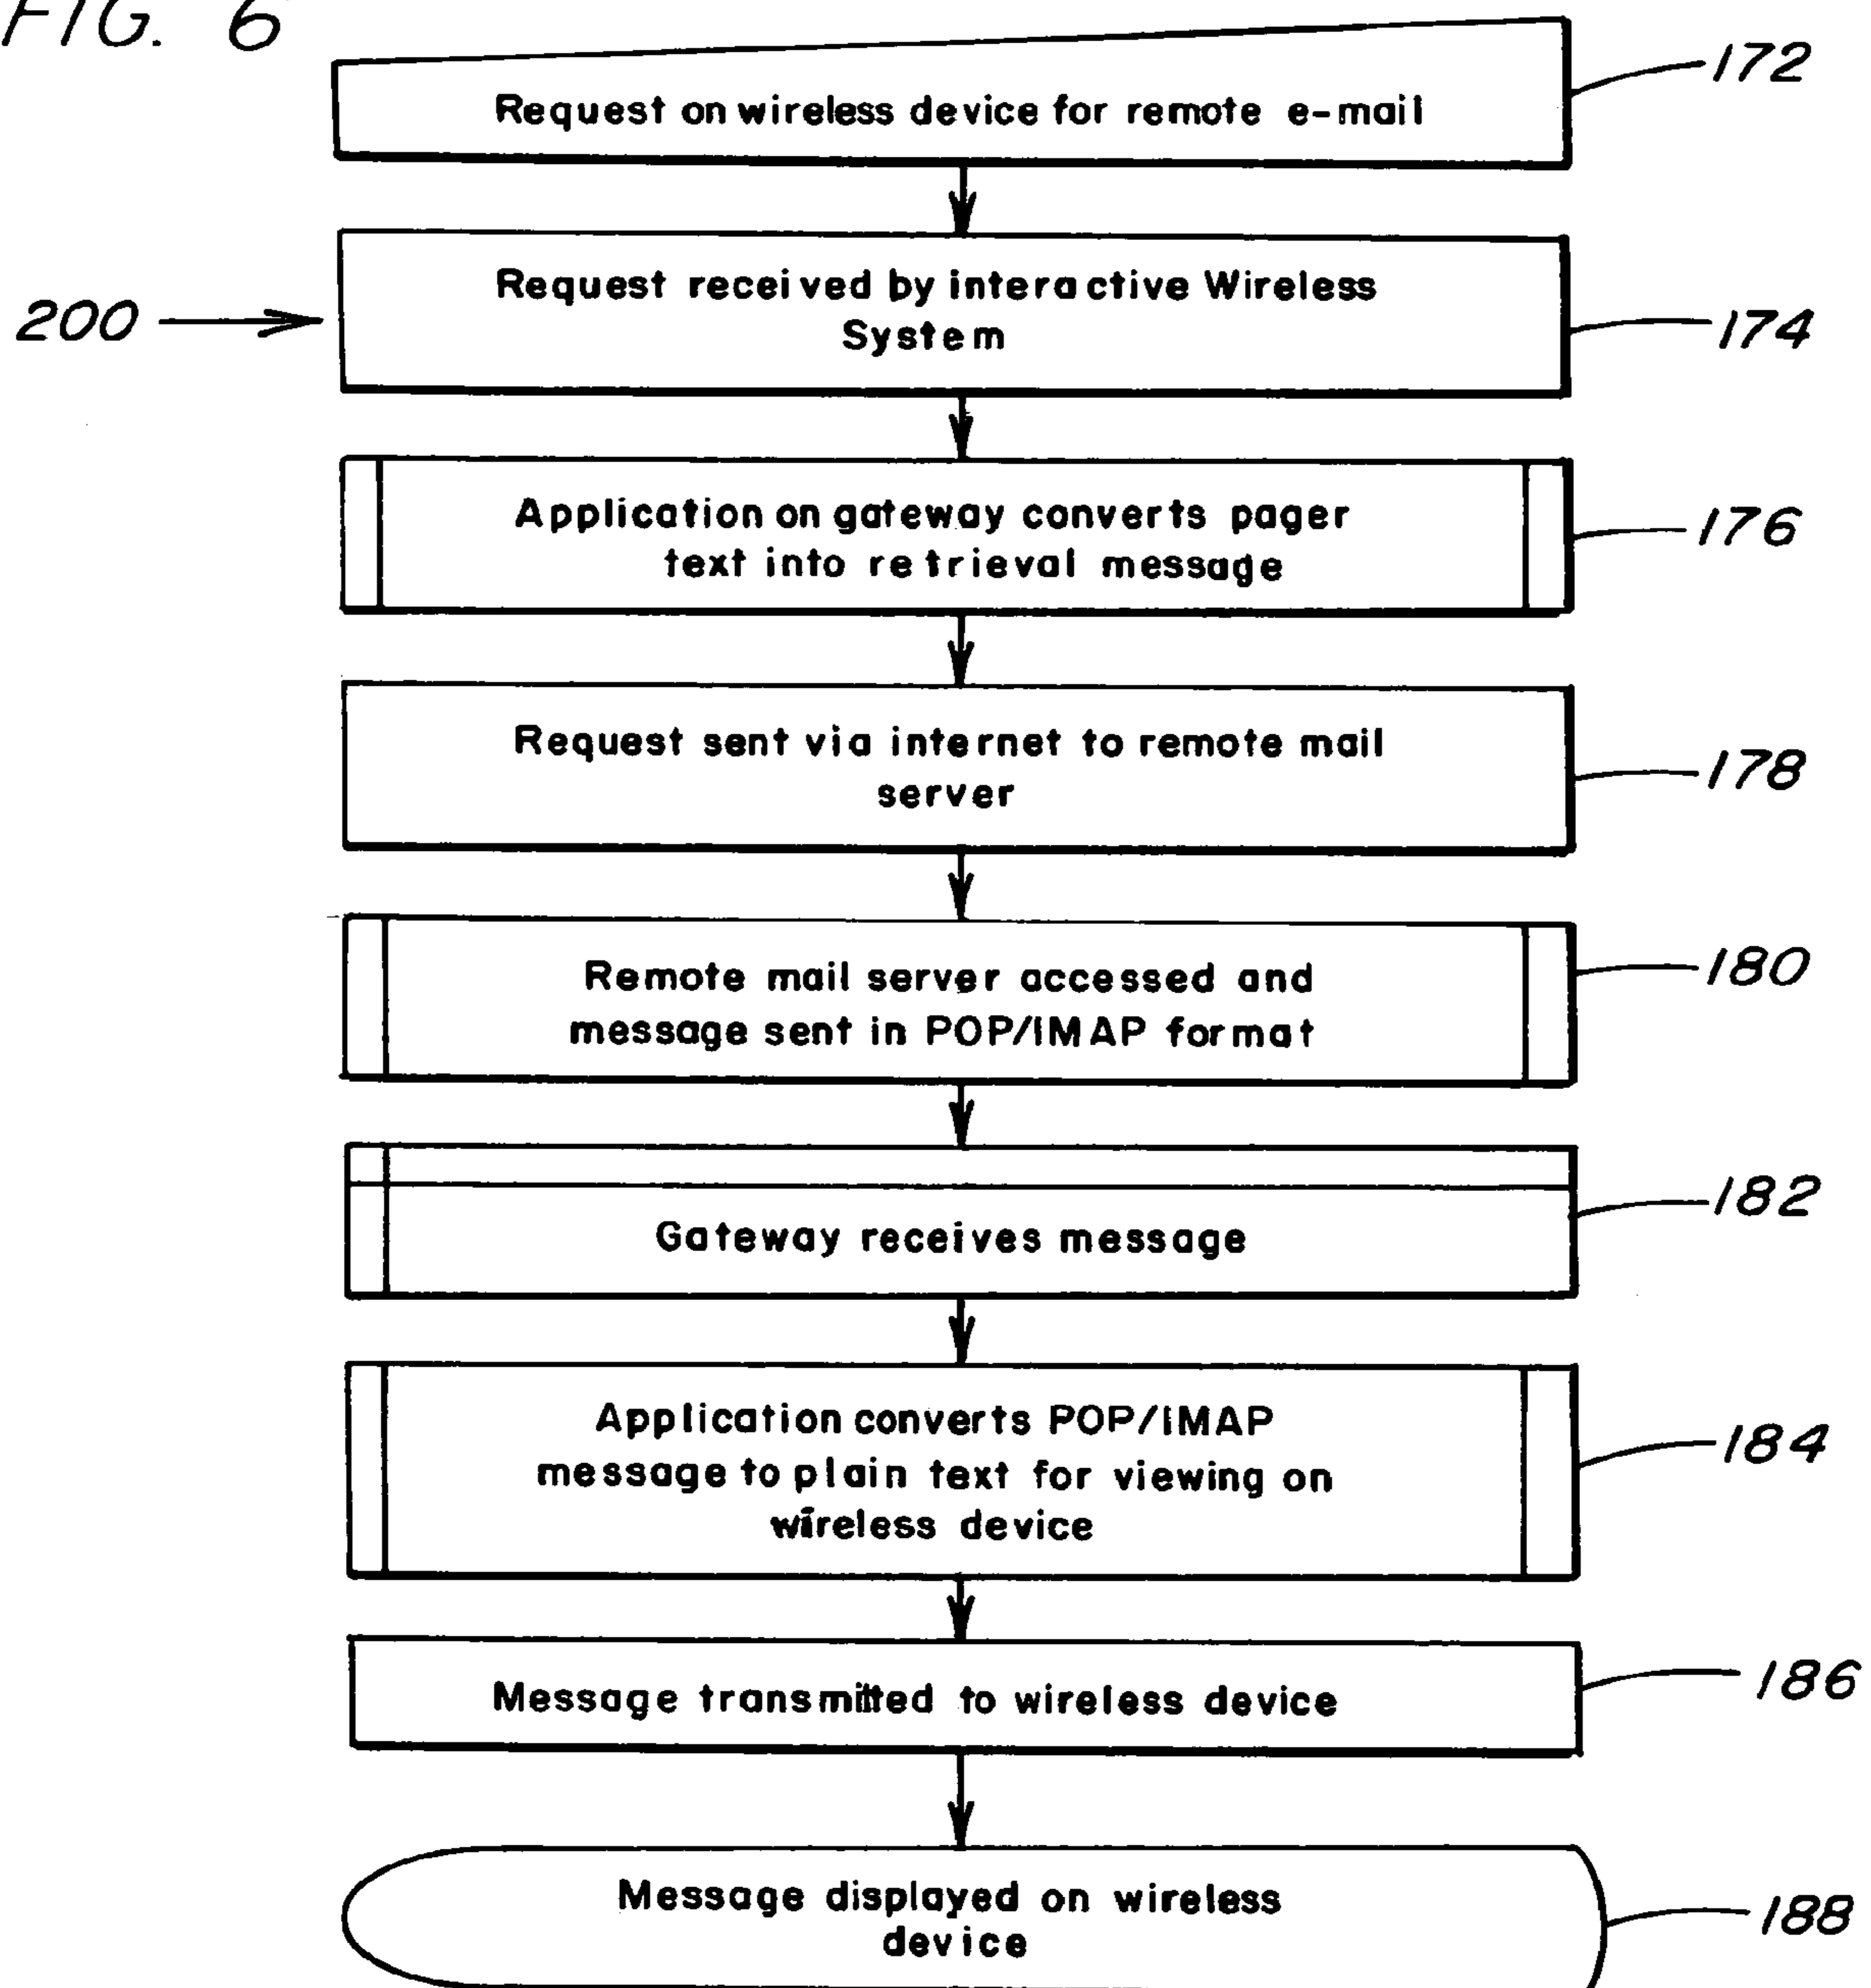 FIG. 6
Request on wireless device for remote e-mail
172
Request received by interactive Wireless
System
200
174
Application on gateway converts pager
text into retrieval message
176
Request sent via internet to remote mail
server
178
Remote mail server accessed and
message sent in POP/IMAP format
180
Gateway receives message
182
Application converts POP/IMAP
message to plain text for viewing on
wireless device
184
Message transmitted to wireless device
186
Message displayed on wireless
device
188